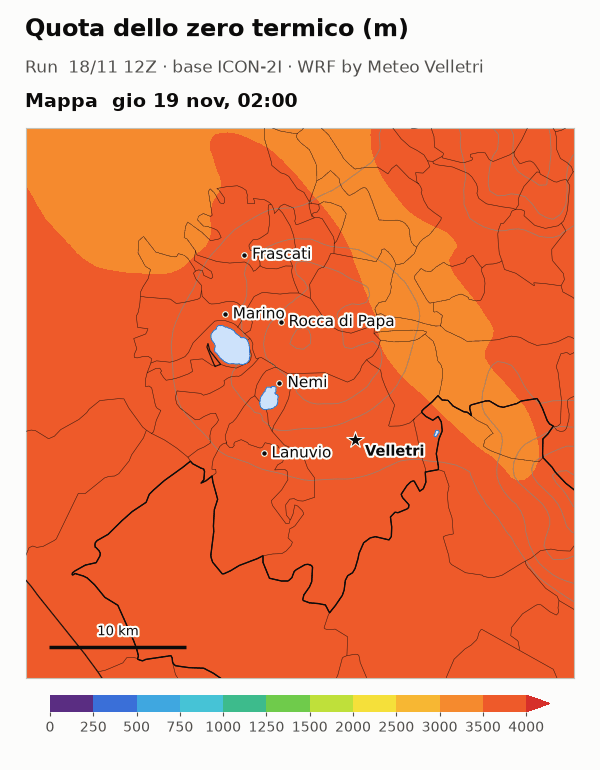 Quota dello zero termico (m)
Run  18/11 12Z · base ICON-2I · WRF by Meteo Velletri
Mappa  gio 19 nov, 02:00
Frascati
Marino
Rocca di Papa
Nemi
Velletri
Lanuvio
10 km
0 250 500 750 1000 1250 1500 2000 2500 3000 3500 4000